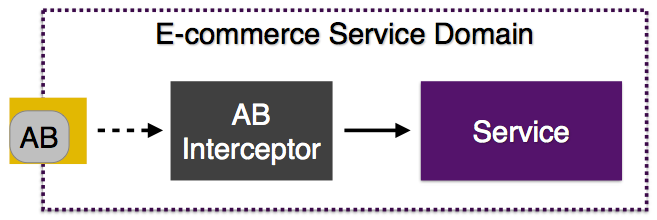 E-commerce Service Domain
AB
AB
Interceptor
Service